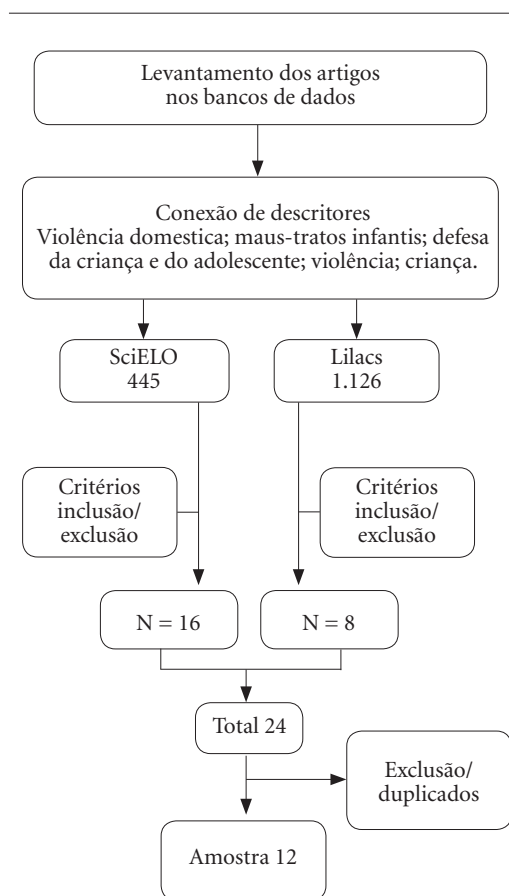 Levantamento dos artigos
nos bancos de dados
Conexão de descritores
Violência domestica; maus-tratos infantis; defesa
da criança e do adolescente; violência; criança.
SciELO
445
Lilacs
1.126
Critérios
inclusão/
exclusão
Critérios
inclusão/
exclusão
N = 16
N = 8
Total 24
Exclusão/
duplicados
Amostra 12